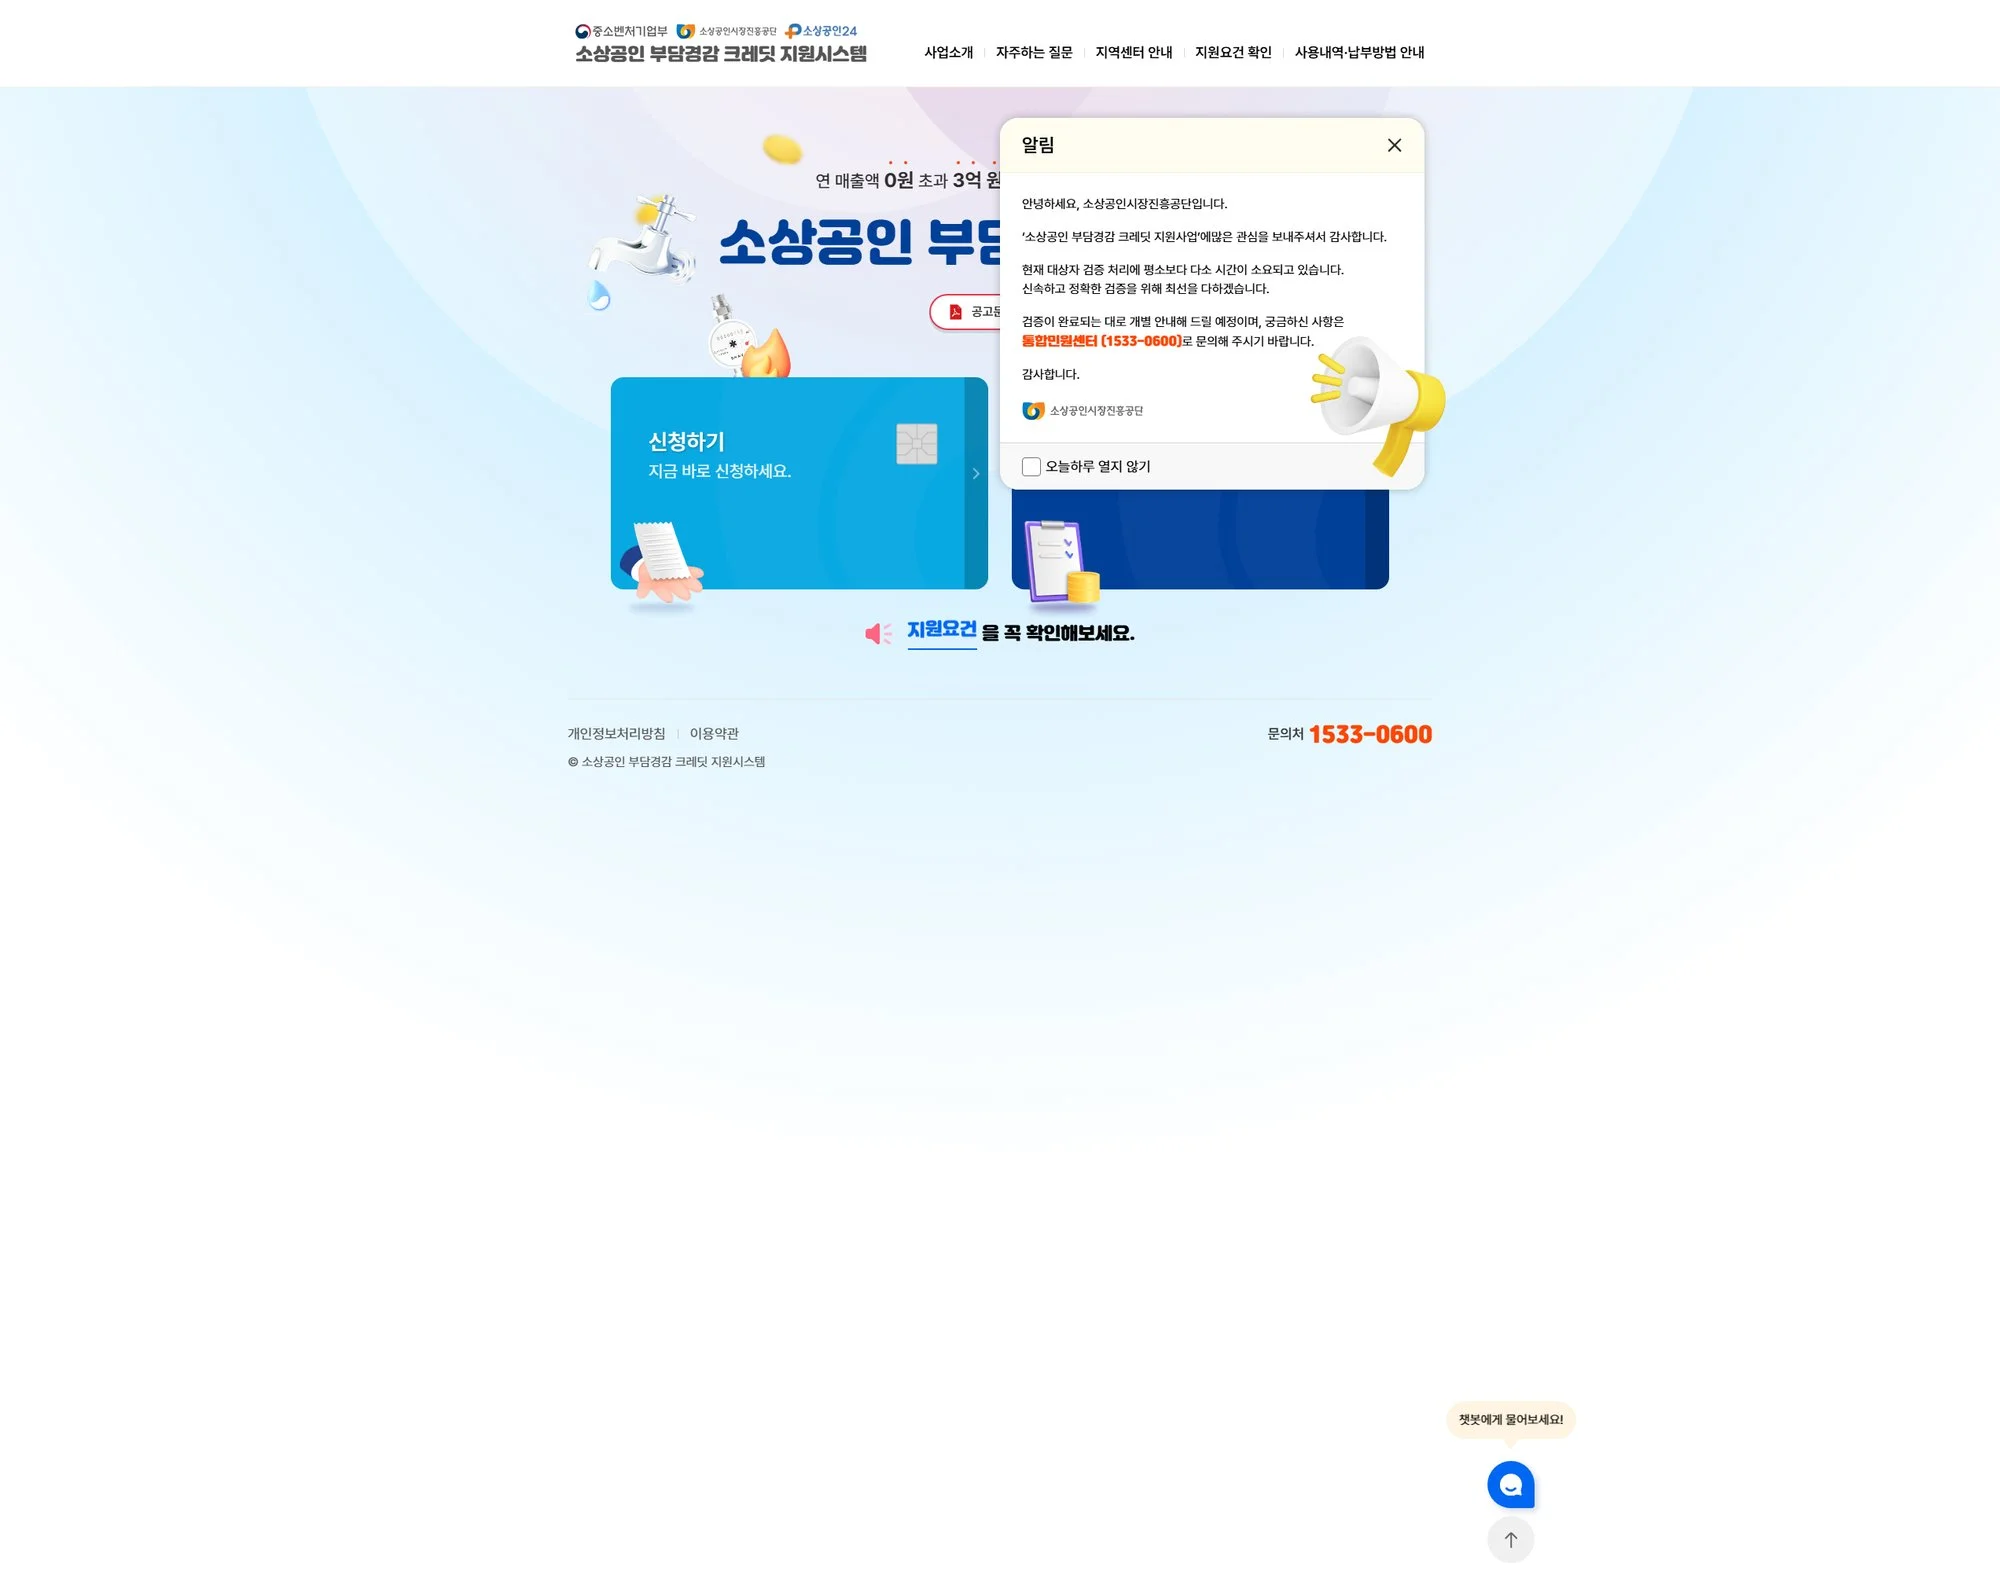 중소벤처기업부 소상공인시장진흥공단 소상공인24
소상공인 부담경감 크레딧 지원시스템
사업소개 자주하는 질문 지역센터 안내 지원요건 확인 사용내역·납부방법 안내
연 매출액 0원 초과 3억 원
소상공인 부담
공고문
알림
안녕하세요, 소상공인시장진흥공단입니다.
‘소상공인 부담경감 크레딧 지원사업’에많은 관심을 보내주셔서 감사합니다.
현재 대상자 검증 처리에 평소보다 다소 시간이 소요되고 있습니다.
신속하고 정확한 검증을 위해 최선을 다하겠습니다.
검증이 완료되는 대로 개별 안내해 드릴 예정이며, 궁금하신 사항은
통합민원센터 (1533-0600)로 문의해 주시기 바랍니다.
감사합니다.
소상공인시장진흥공단
오늘하루 열지 않기
신청하기
지금 바로 신청하세요.
지원요건 을 꼭 확인해보세요.
개인정보처리방침 이용약관
문의처 1533-0600
© 소상공인 부담경감 크레딧 지원시스템
챗봇에게 물어보세요!